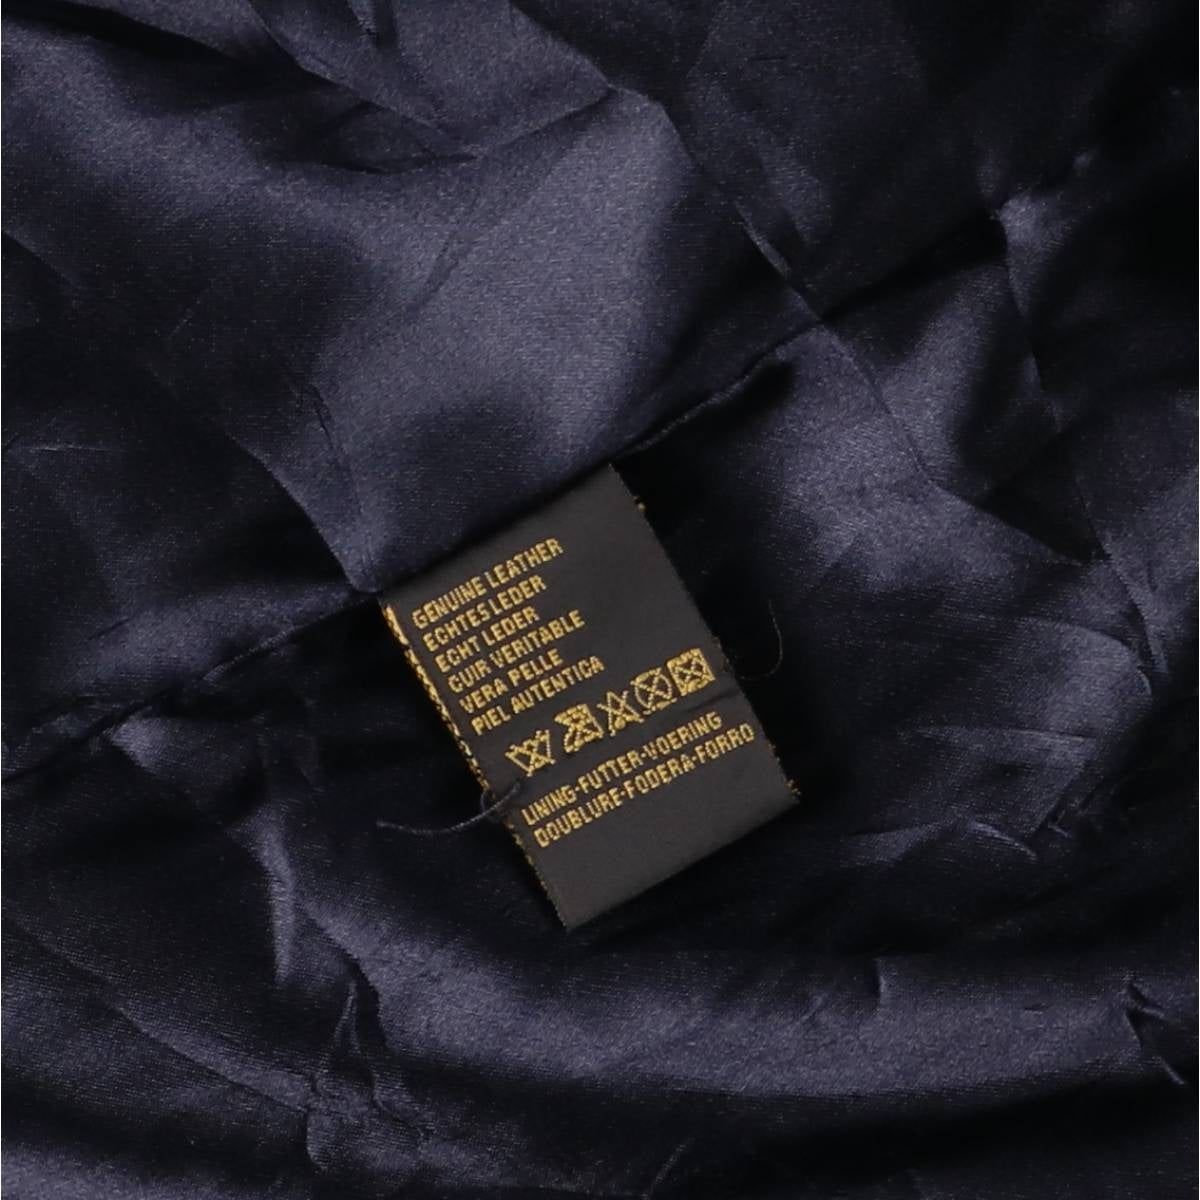 GENUINE LEATHER
ECHTES LEDER
ECHT LEDER
CUIR VERITABLE
VERA PELLE
PIEL AUTENTICA
LINING-FUTTER-VOERING
DOUBLURE-FODERA-FORRO